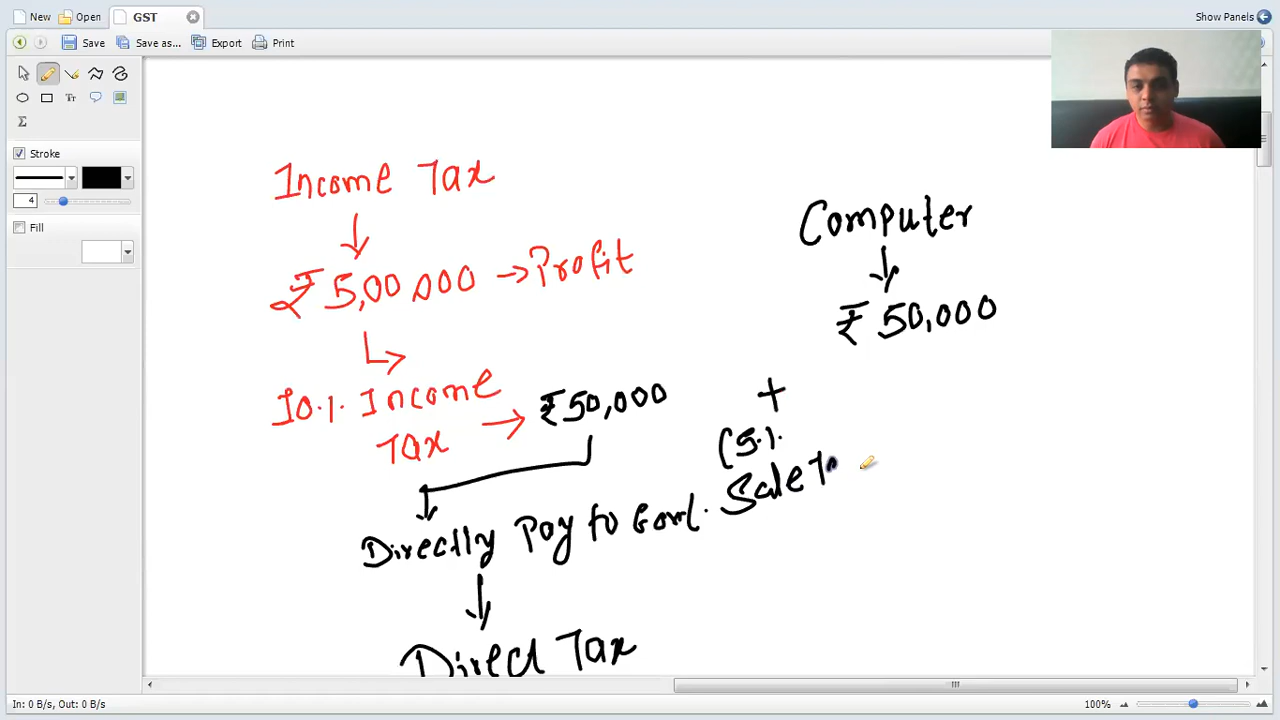 New Open GST Show Panels
Save Save as... Export Print
Stroke
4
Fill
Income Tax
₹ 5,00,000 → Profit
10.1. Income
Tax → ₹50,000
Directly Pay to Govt.
Direct Tax
Computer
₹ 50,000
+
(5.1.
Sale Ta
In: 0 B/s, Out: 0 B/s 100%